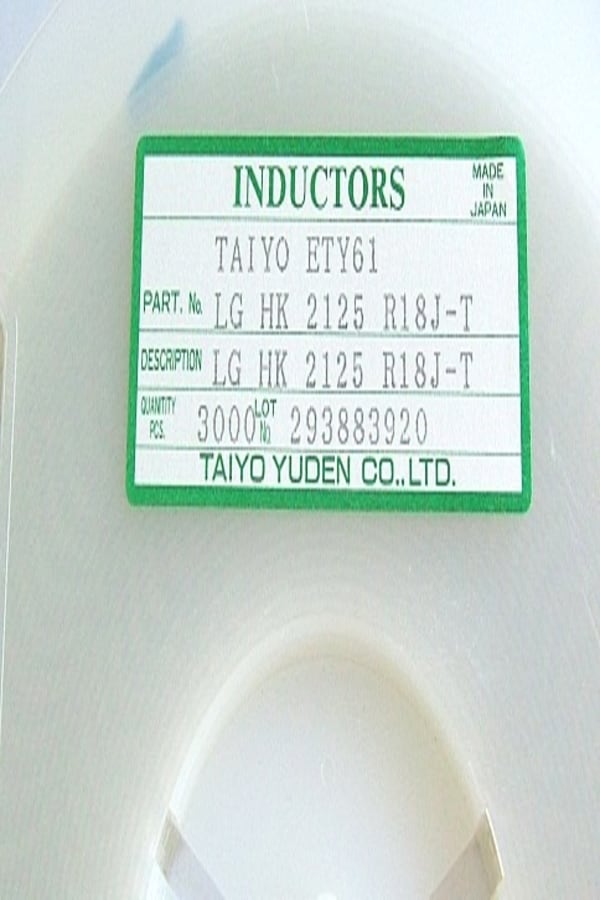 INDUCTORS
MADE IN JAPAN
TAIYO ETY61
PART. No. LG HK 2125 R18J-T
DESCRIPTION LG HK 2125 R18J-T
QUANTITY PCS. 3000 LOT No. 293883920
TAIYO YUDEN CO.,LTD.